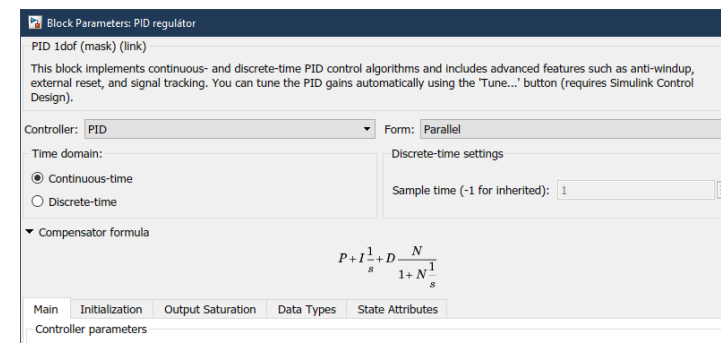 Block Parameters: PID regulátor
PID 1dof (mask) (link)
This block implements continuous- and discrete-time PID control algorithms and includes advanced features such as anti-windup,
external reset, and signal tracking. You can tune the PID gains automatically using the 'Tune...' button (requires Simulink Control
Design).
Controller: PID Form: Parallel
Time domain: Discrete-time settings
Continuous-time
Sample time (-1 for inherited): 1
Discrete-time
Compensator formula
P + I 1/s + D N/(1 + N 1/s)
Main Initialization Output Saturation Data Types State Attributes
Controller parameters